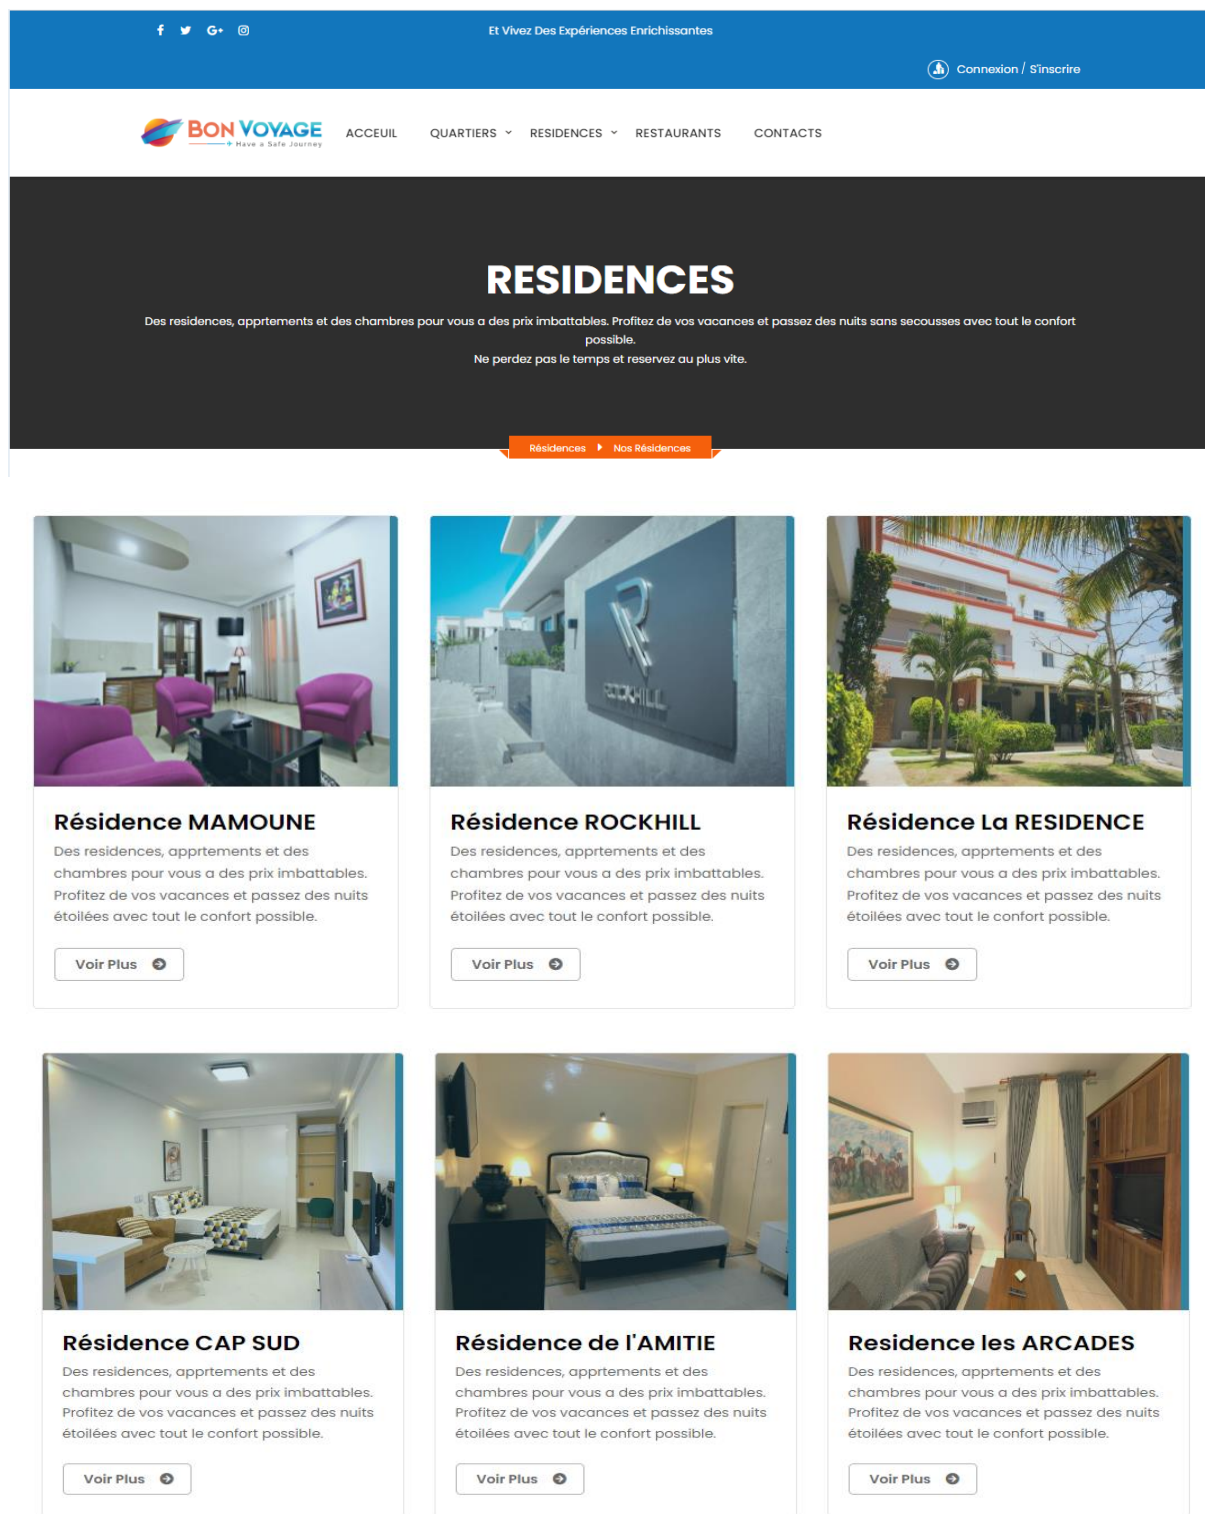 Et Vivez Des Expériences Enrichissantes
Connexion / S'inscrire
BON VOYAGE
Have a Safe Journey
ACCEUIL QUARTIERS RESIDENCES RESTAURANTS CONTACTS
RESIDENCES
Des residences, apprtements et des chambres pour vous a des prix imbattables. Profitez de vos vacances et passez des nuits sans secousses avec tout le confort
possible.
Ne perdez pas le temps et reservez au plus vite.
Résidences Nos Résidences
R
ROCKHILL
Résidence MAMOUNE
Des residences, apprtements et des
chambres pour vous a des prix imbattables.
Profitez de vos vacances et passez des nuits
étoilées avec tout le confort possible.
Voir Plus
Résidence ROCKHILL
Des residences, apprtements et des
chambres pour vous a des prix imbattables.
Profitez de vos vacances et passez des nuits
étoilées avec tout le confort possible.
Voir Plus
Résidence La RESIDENCE
Des residences, apprtements et des
chambres pour vous a des prix imbattables.
Profitez de vos vacances et passez des nuits
étoilées avec tout le confort possible.
Voir Plus
Résidence CAP SUD
Des residences, apprtements et des
chambres pour vous a des prix imbattables.
Profitez de vos vacances et passez des nuits
étoilées avec tout le confort possible.
Voir Plus
Résidence de l'AMITIE
Des residences, apprtements et des
chambres pour vous a des prix imbattables.
Profitez de vos vacances et passez des nuits
étoilées avec tout le confort possible.
Voir Plus
Residence les ARCADES
Des residences, apprtements et des
chambres pour vous a des prix imbattables.
Profitez de vos vacances et passez des nuits
étoilées avec tout le confort possible.
Voir Plus